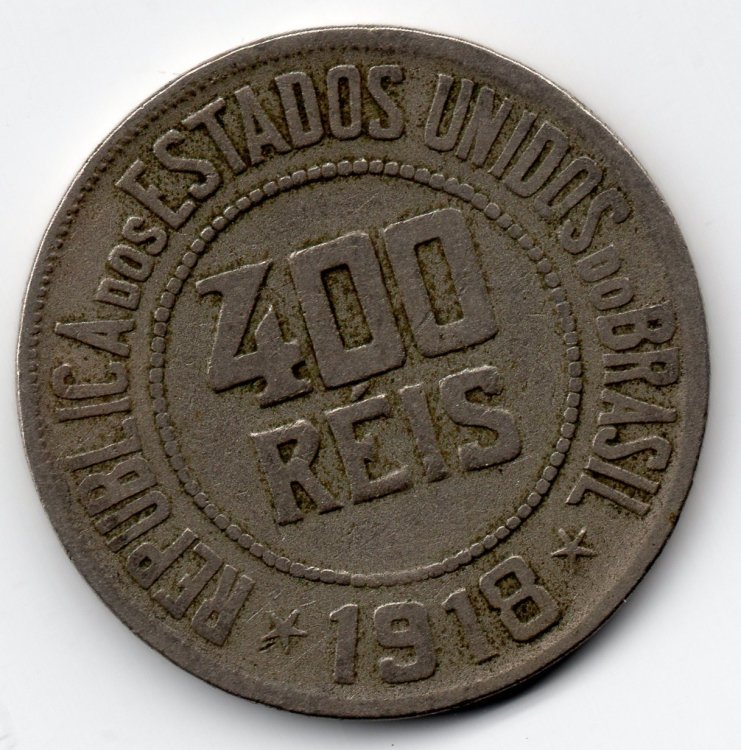 REPUBLICA DOS ESTADOS UNIDOS DO BRASIL
400
RÉIS
1918